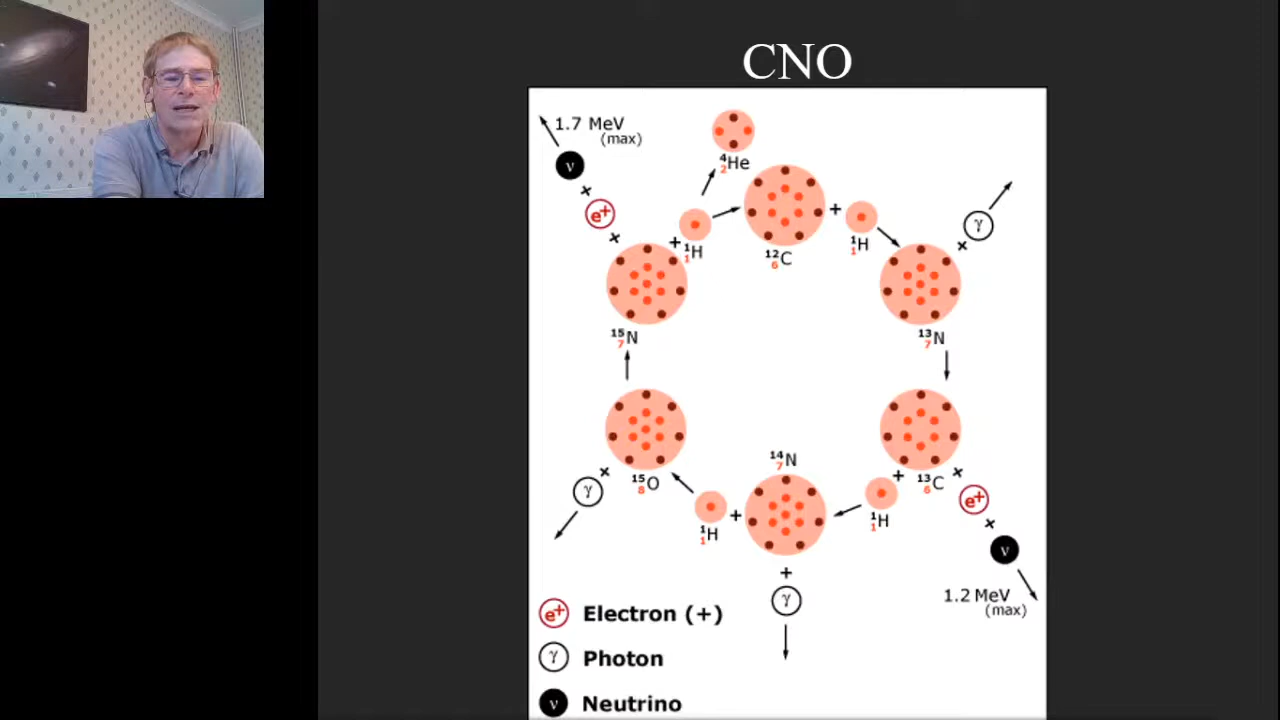 CNO
1.7 MeV
(max)
ν
e+
4
2He
1
1H
12
6C
1
1H
γ
15
7N
13
7N
15
8O
γ
14
7N
13
6C
e+
1
1H
1
1H
ν
1.2 MeV
(max)
γ
e+ Electron (+)
γ Photon
ν Neutrino